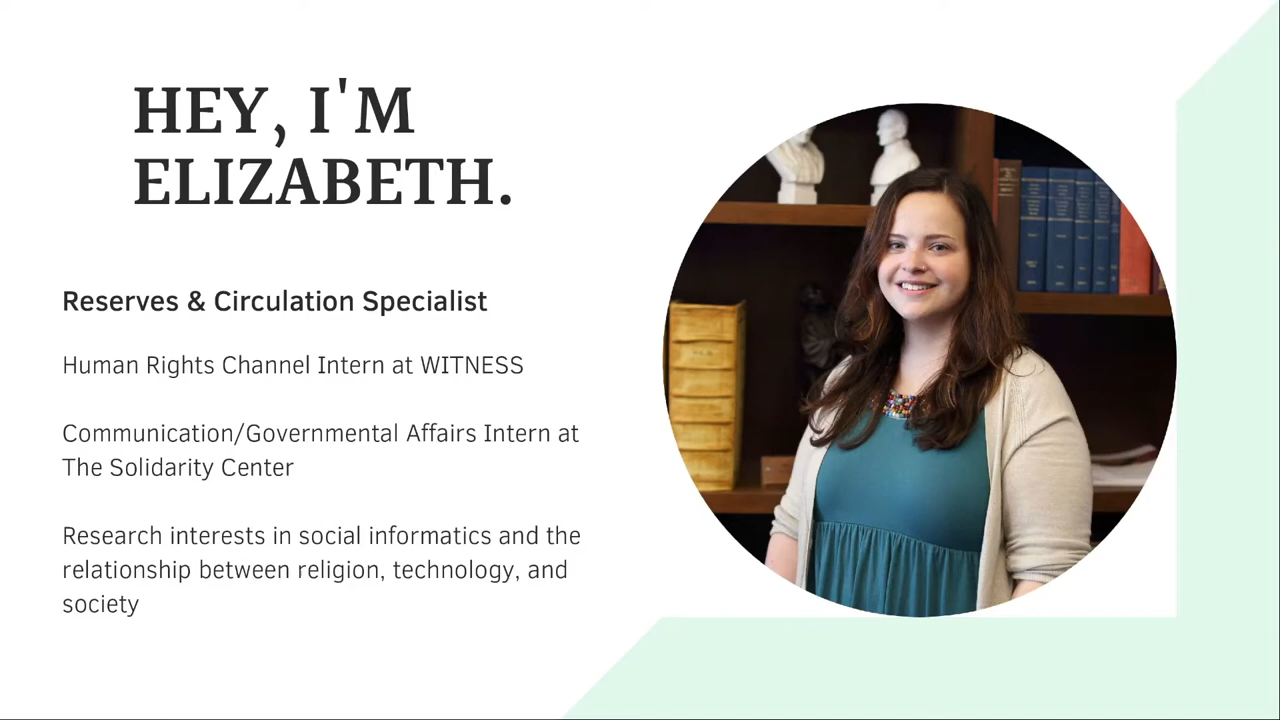 HEY, I'M
ELIZABETH.
Reserves & Circulation Specialist
Human Rights Channel Intern at WITNESS
Communication/Governmental Affairs Intern at
The Solidarity Center
Research interests in social informatics and the
relationship between religion, technology, and
society